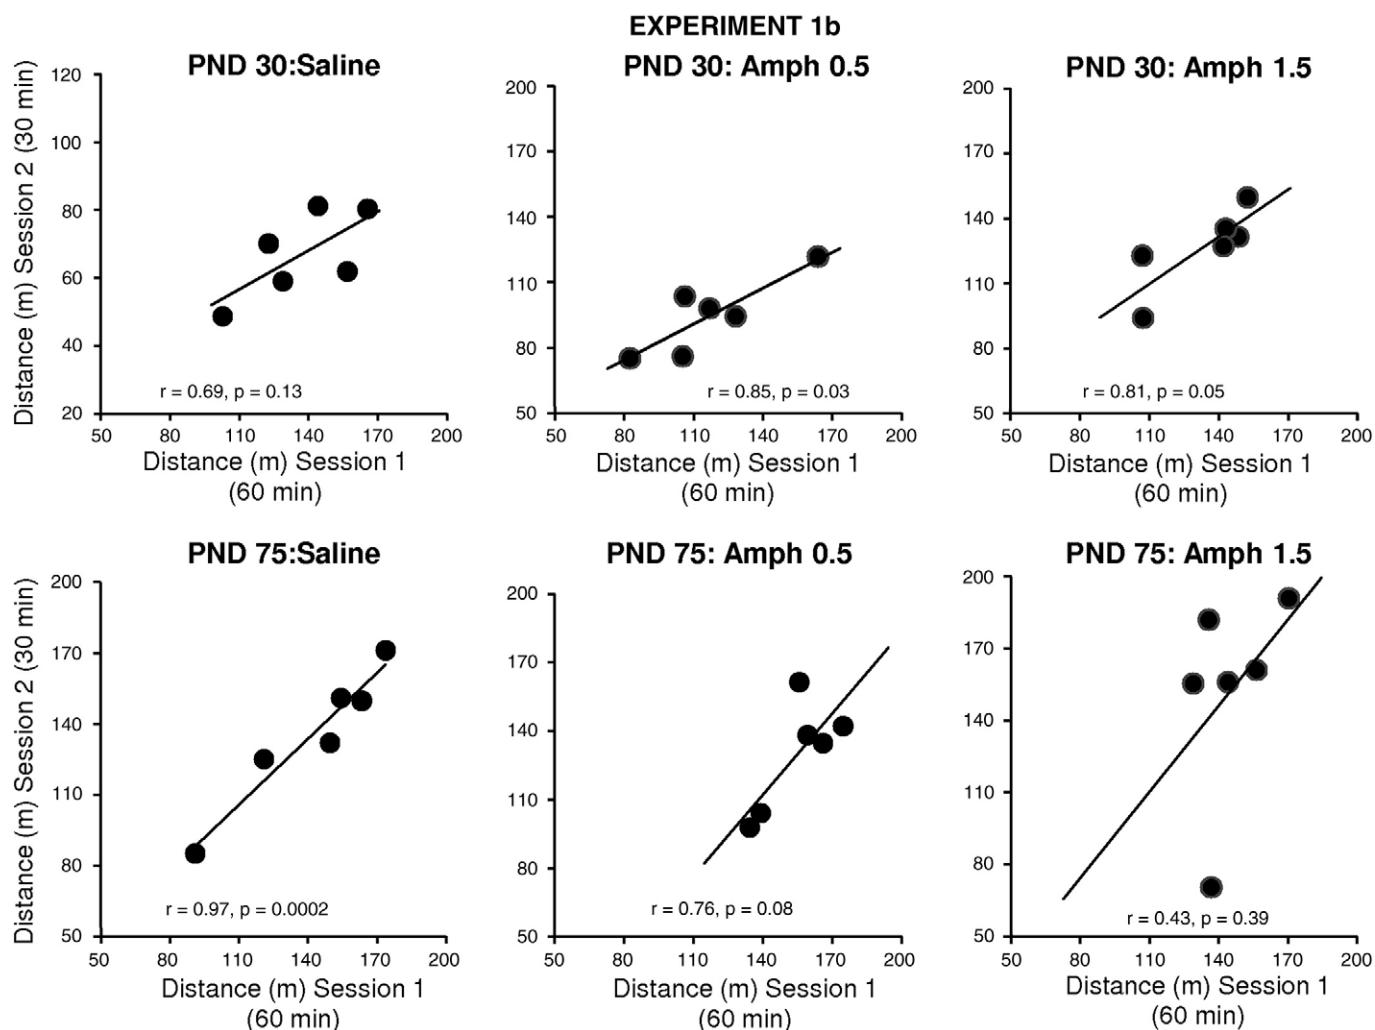 EXPERIMENT 1b
PND 30:Saline
PND 30: Amph 0.5
PND 30: Amph 1.5
Distance (m) Session 2 (30 min)
120
100
80
60
40
20
r = 0.69, p = 0.13
50 80 110 140 170 200
Distance (m) Session 1
(60 min)
200
170
140
110
80
50
r = 0.85, p = 0.03
50 80 110 140 170 200
Distance (m) Session 1
(60 min)
200
170
140
110
80
50
r = 0.81, p = 0.05
50 80 110 140 170 200
Distance (m) Session 1
(60 min)
PND 75:Saline
PND 75: Amph 0.5
PND 75: Amph 1.5
Distance (m) Session 2 (30 min)
200
170
140
110
80
50
r = 0.97, p = 0.0002
50 80 110 140 170 200
Distance (m) Session 1
(60 min)
200
170
140
110
80
50
r = 0.76, p = 0.08
50 80 110 140 170 200
Distance (m) Session 1
(60 min)
200
170
140
110
80
50
r = 0.43, p = 0.39
50 80 110 140 170 200
Distance (m) Session 1
(60 min)